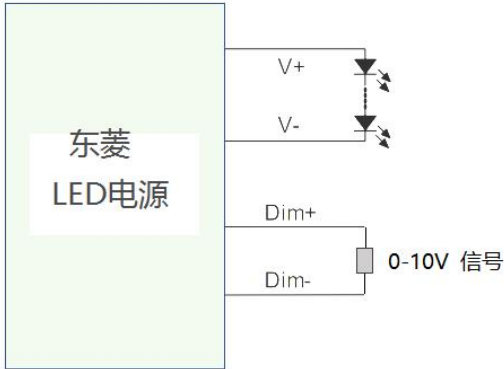 V+
V-
东菱
LED电源
Dim+
0-10V 信号
Dim-